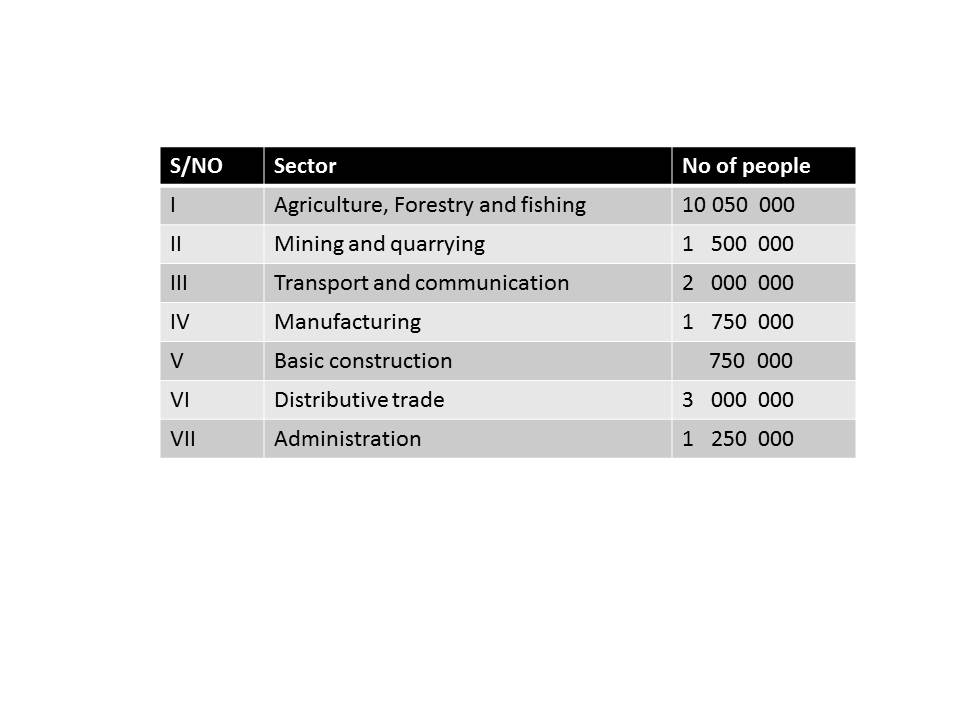 S/NO Sector No of people
I Agriculture, Forestry and fishing 10 050 000
II Mining and quarrying 1 500 000
III Transport and communication 2 000 000
IV Manufacturing 1 750 000
V Basic construction 750 000
VI Distributive trade 3 000 000
VII Administration 1 250 000